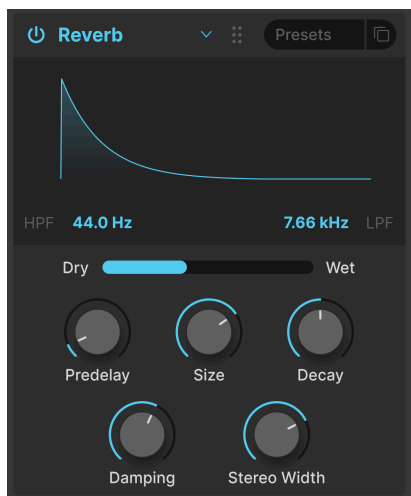 Reverb Presets
HPF 44.0 Hz 7.66 kHz LPF
Dry Wet
Predelay Size Decay
Damping Stereo Width